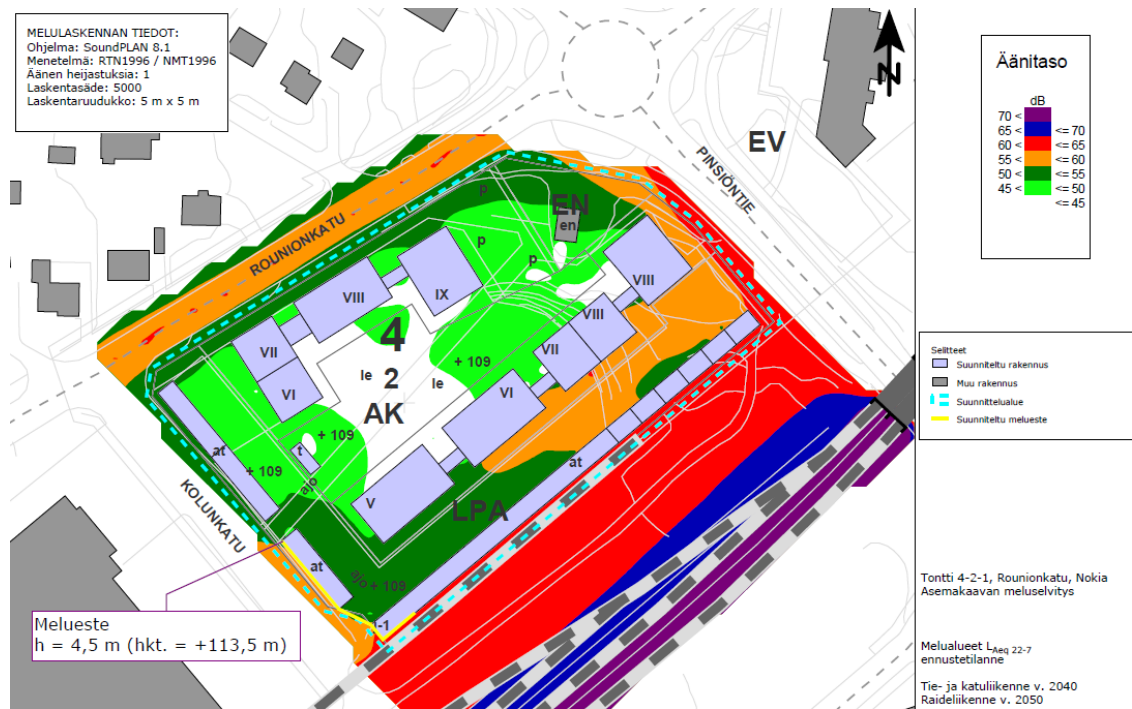 MELULASKENNAN TIEDOT:
Ohjelma: SoundPLAN 8.1
Menetelmä: RTN1996 / NMT1996
Äänen heijastuksia: 1
Laskentasäde: 5000
Laskentaruudukko: 5 m x 5 m
N
Äänitaso
dB
70 <
65 < <= 70
60 < <= 65
55 < <= 60
50 < <= 55
45 < <= 50
<= 45
EV
PINSIÖNTIE
ROUNIONKATU
p
EN
en
p
p
VIII
IX
VIII
VIII
VII
4
+ 109
VII
le
2
le
VI
VI
AK
+ 109
at
t
at
+ 109
ajo
V
LPA
KOLUNKATU
at
ajo
+ 109
-1
Melueste
h = 4,5 m (hkt. = +113,5 m)
Selitteet
Suunniteltu rakennus
Muu rakennus
Suunnittelualue
Suunniteltu melueste
Tontti 4-2-1, Rounionkatu, Nokia
Asemakaavan meluselvitys
Melualueet LAeq 22-7
ennustetilanne
Tie- ja katuliikenne v. 2040
Raideliikenne v. 2050